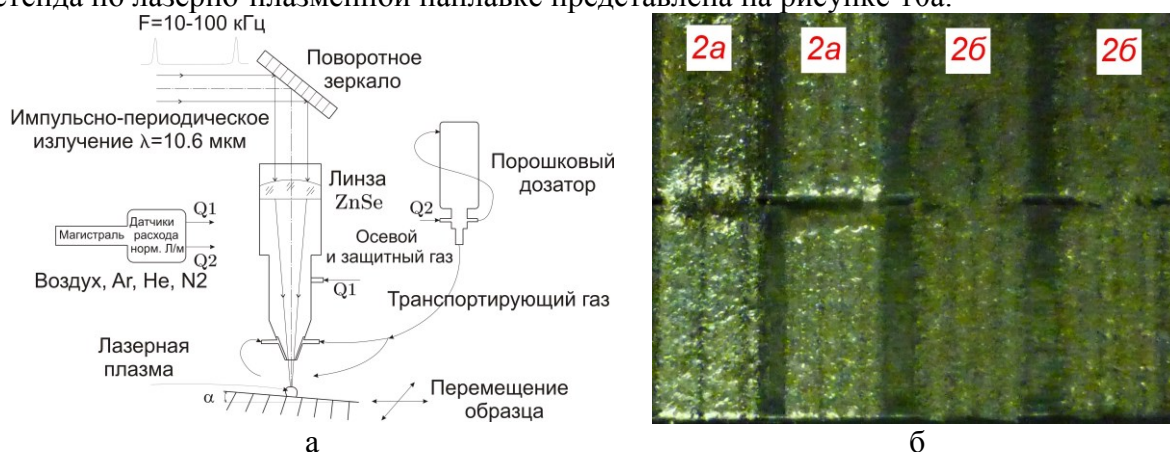 стенда по лазерно-плазменной наплавке представлена на рисунке 10а.
F=10-100 кГц
Поворотное
зеркало
Импульсно-периодическое
излучение λ=10.6 мкм
Линза
ZnSe
Порошковый
дозатор
Q2
Q1
Магистраль
Датчики
расхода
норм. Л/м
Q2
Воздух, Ar, He, N2
Осевой
и защитный газ
Q1
Транспортирующий газ
Лазерная
плазма
α
Перемещение
образца
2а
2а
2б
2б
а
б